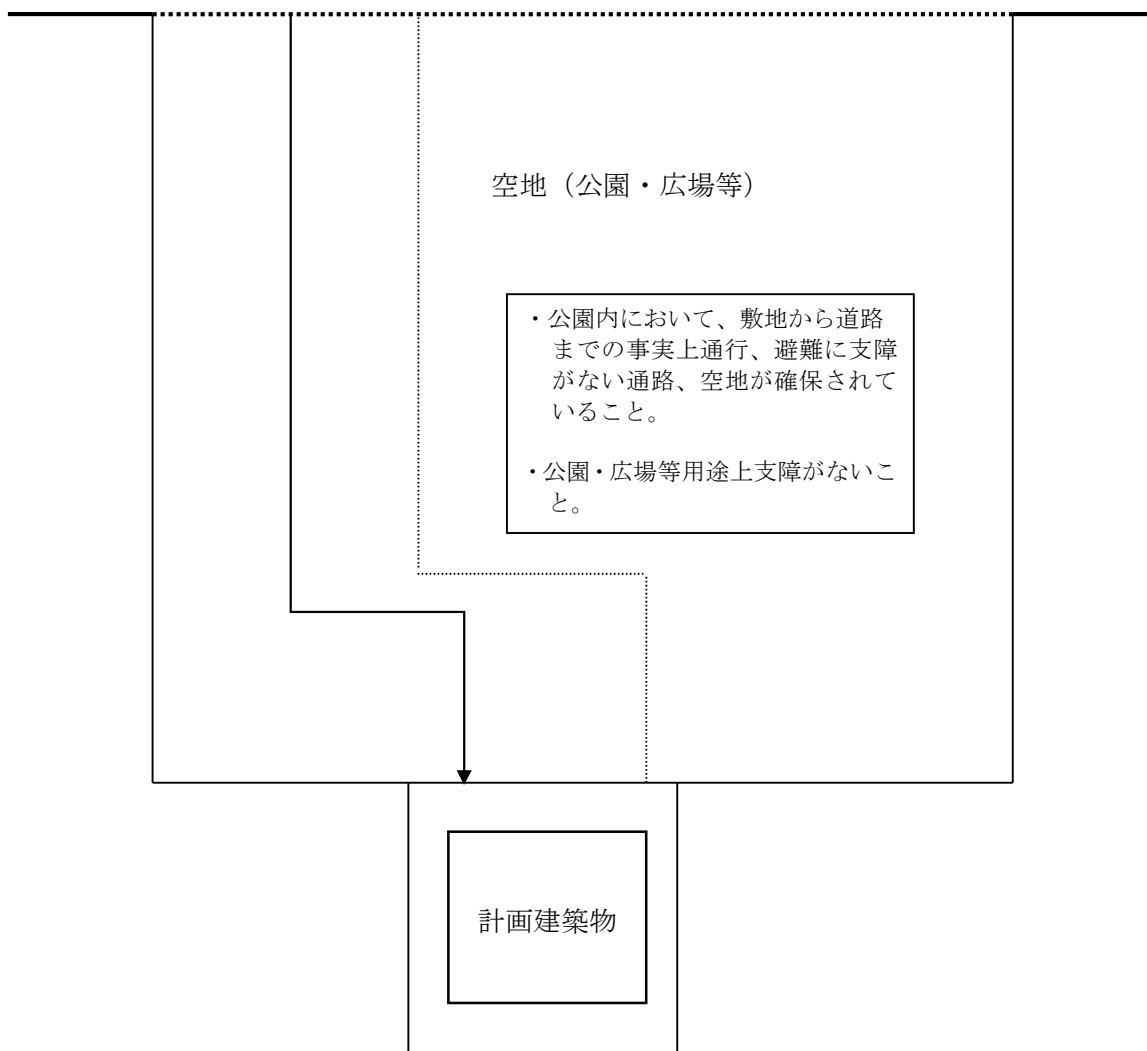 空地（公園・広場等）
・公園内において、敷地から道路
までの事実上通行、避難に支障
がない通路、空地が確保されて
いること。
・公園・広場等用途上支障がないこ
と。
計画建築物